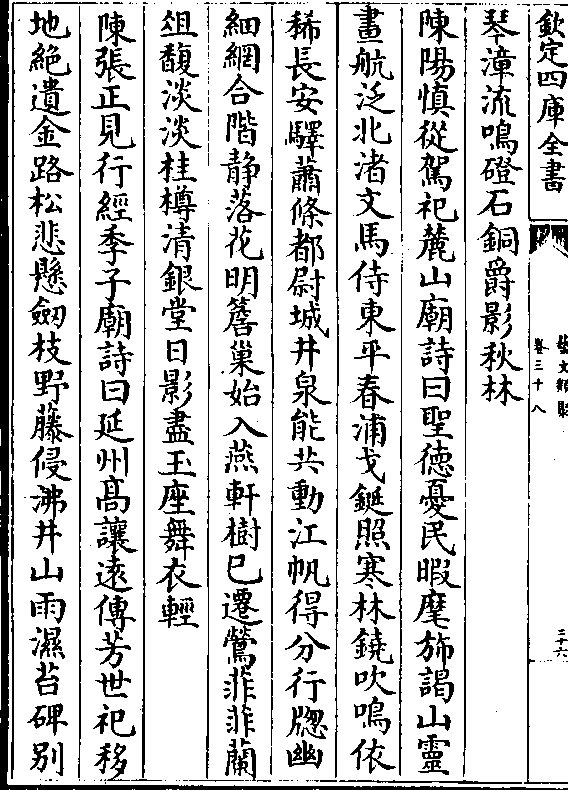 欽定四庫全書
藝文類聚
卷三十八
三十六
琴漳流鳴磴石銅爵影秋林
陳陽慎從駕祀麓山廟詩曰聖德憂民暇麾斾謁山靈
畫航泛北渚文馬侍東平春浦戈鋋照寒林鐃吹鳴依
稀長安驛蕭條都尉城井泉能共動江帆得分行牕幽
細網合階静落花明簷巢始入燕軒樹已遷鶯菲菲蘭
俎馥淡淡桂樽清銀堂日影盡玉座舞衣輕
陳張正見行經季子廟詩曰延州髙讓逺傳芳世祀移
地絶遺金路松悲懸劒枝野藤侵沸井山雨濕苔碑别